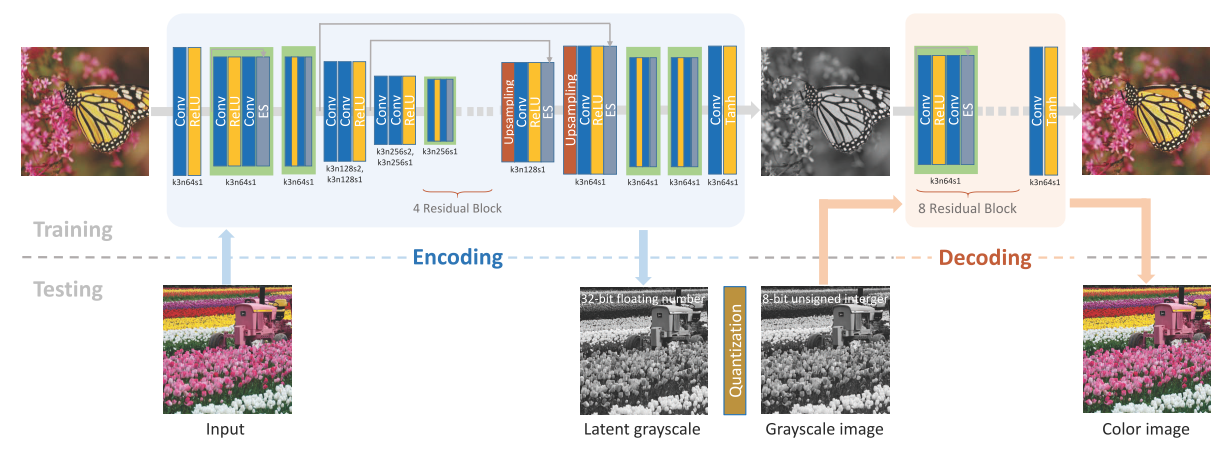 Conv
ReLU
k3n64s1
Conv
ReLU
Conv
ES
k3n64s1
k3n64s1
Conv
Conv
ReLU
k3n128s2,
k3n128s1
Conv
Conv
ReLU
k3n256s2,
k3n256s1
k3n256s1
4 Residual Block
Upsampling
Conv
ReLU
ES
k3n128s1
Upsampling
Conv
ReLU
ES
k3n64s1
k3n64s1
k3n64s1
Conv
Tanh
k3n64s1
Conv
ReLU
Conv
ES
k3n64s1
8 Residual Block
Conv
Tanh
k3n64s1
Training
Encoding
Decoding
Testing
32-bit floating number
Quantization
8-bit unsigned interger
Input
Latent grayscale
Grayscale image
Color image